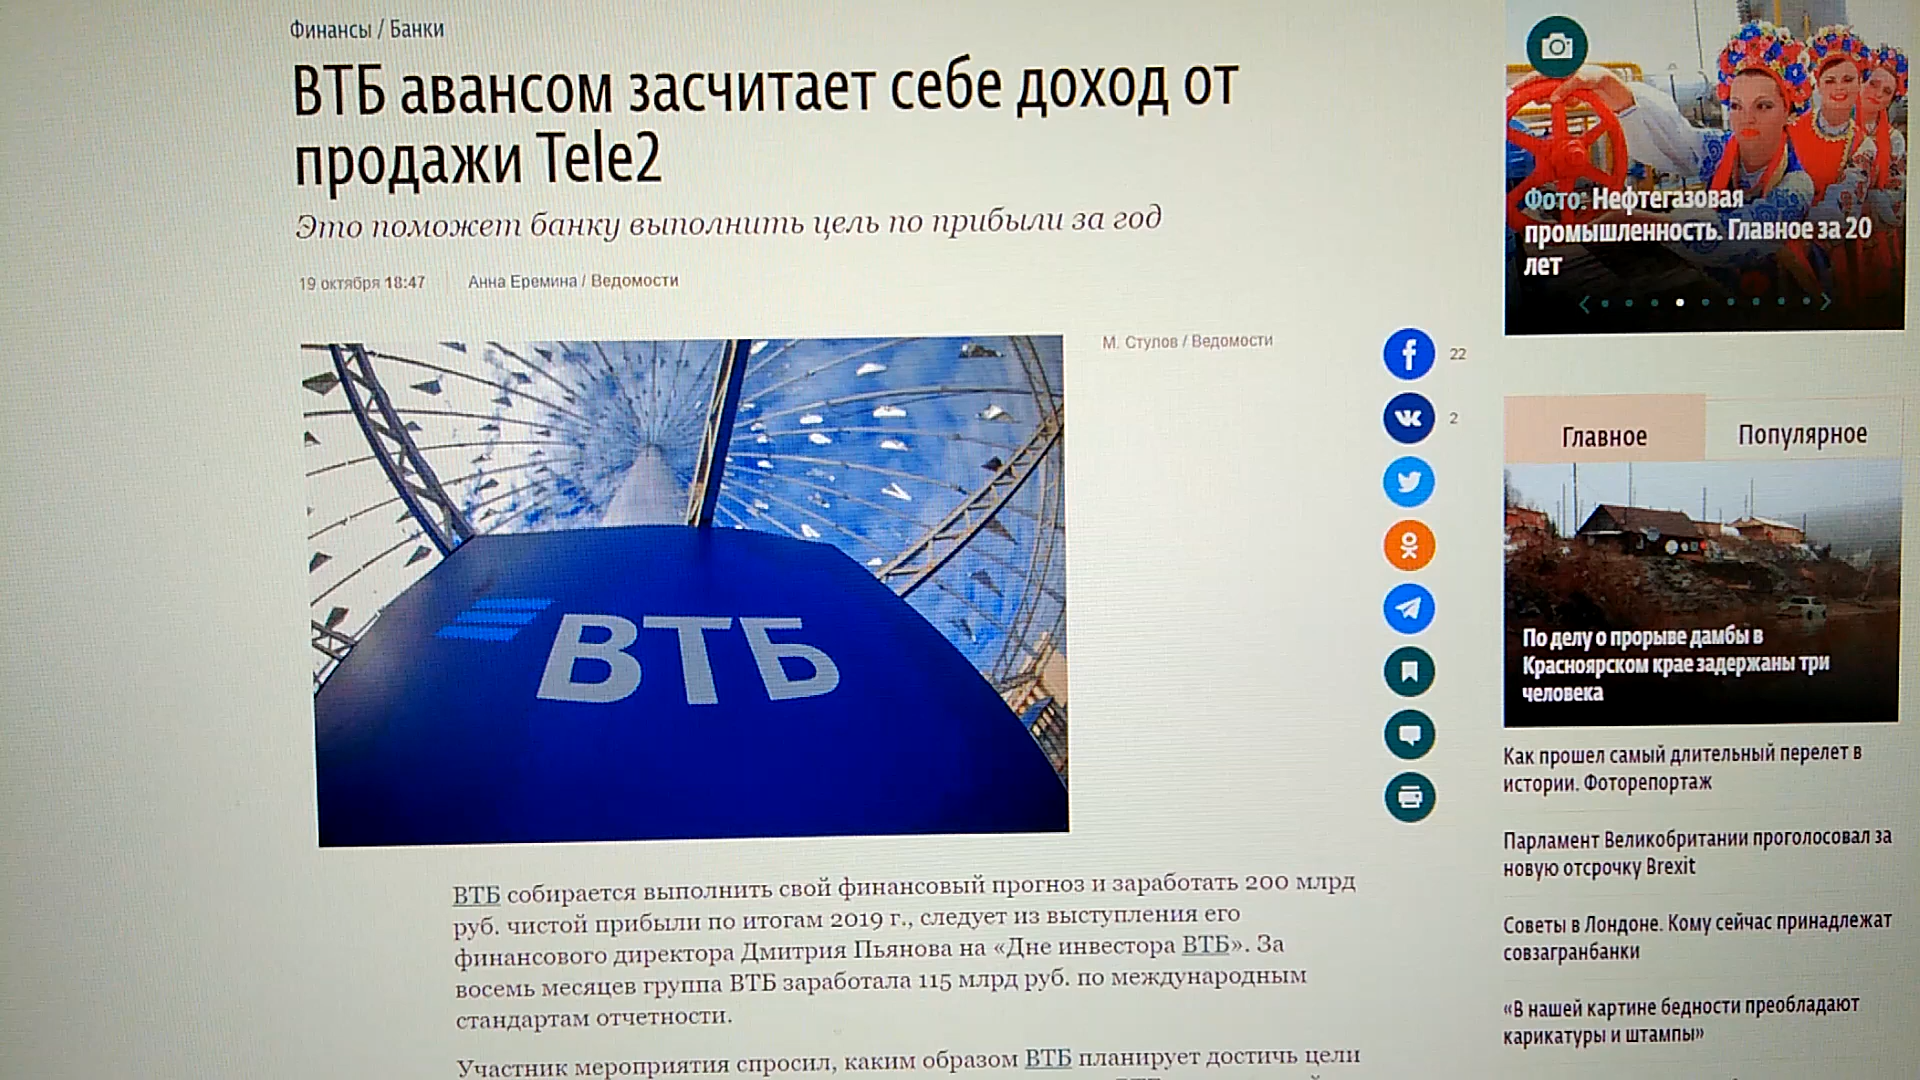 Финансы / Банки
ВТБ авансом засчитает себе доход от
продажи Tele2
Это поможет банку выполнить цель по прибыли за год
19 октября 18:47
Анна Еремина / Ведомости
М. Стулов / Ведомости
ВТБ
22
2
ВТБ собирается выполнить свой финансовый прогноз и заработать 200 млрд
руб. чистой прибыли по итогам 2019 г., следует из выступления его
финансового директора Дмитрия Пьянова на «Дне инвестора ВТБ». За
восемь месяцев группа ВТБ заработала 115 млрд руб. по международным
стандартам отчетности.
Участник мероприятия спросил, каким образом ВТБ планирует достичь цели
Фото: Нефтегазовая
промышленность. Главное за 20
лет
Главное
Популярное
По делу о прорыве дамбы в
Красноярском крае задержаны три
человека
Как прошел самый длительный перелет в
истории. Фоторепортаж
Парламент Великобритании проголосовал за
новую отсрочку Brexit
Советы в Лондоне. Кому сейчас принадлежат
совзагранбанки
«В нашей картине бедности преобладают
карикатуры и штампы»